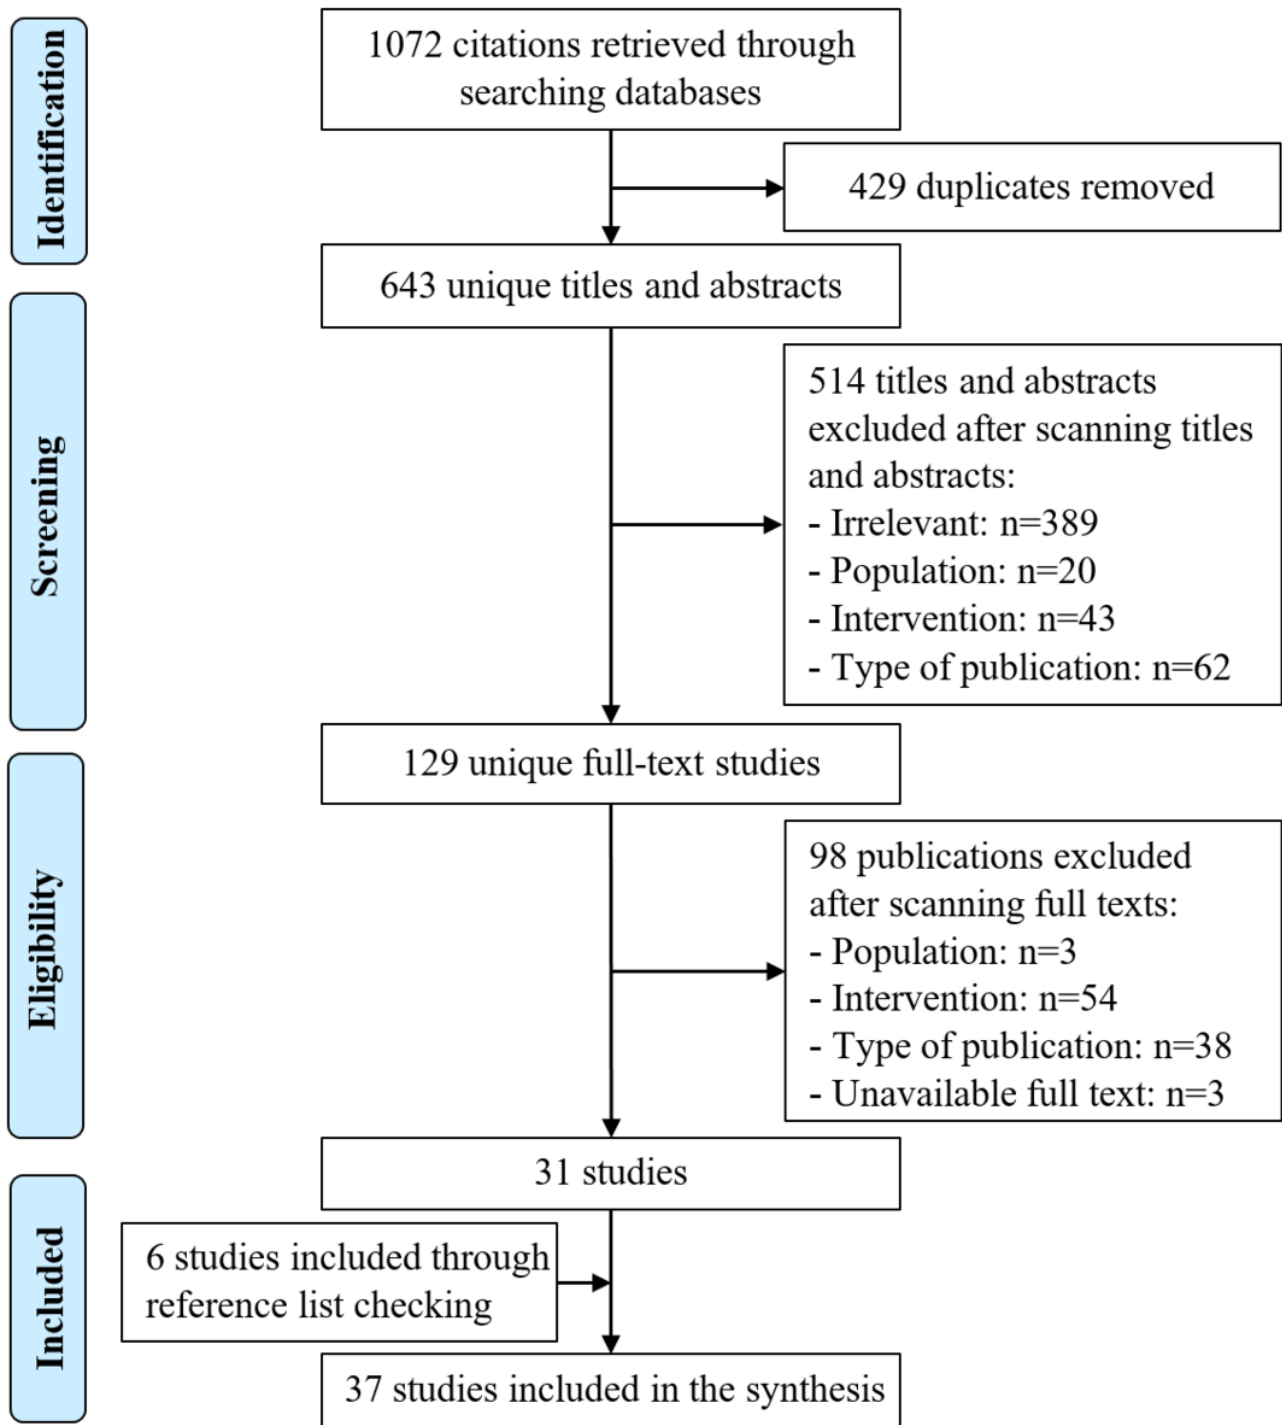 Identification
1072 citations retrieved through
searching databases
429 duplicates removed
643 unique titles and abstracts
Screening
514 titles and abstracts
excluded after scanning titles
and abstracts:
- Irrelevant: n=389
- Population: n=20
- Intervention: n=43
- Type of publication: n=62
129 unique full-text studies
Eligibility
98 publications excluded
after scanning full texts:
- Population: n=3
- Intervention: n=54
- Type of publication: n=38
- Unavailable full text: n=3
31 studies
Included
6 studies included through
reference list checking
37 studies included in the synthesis